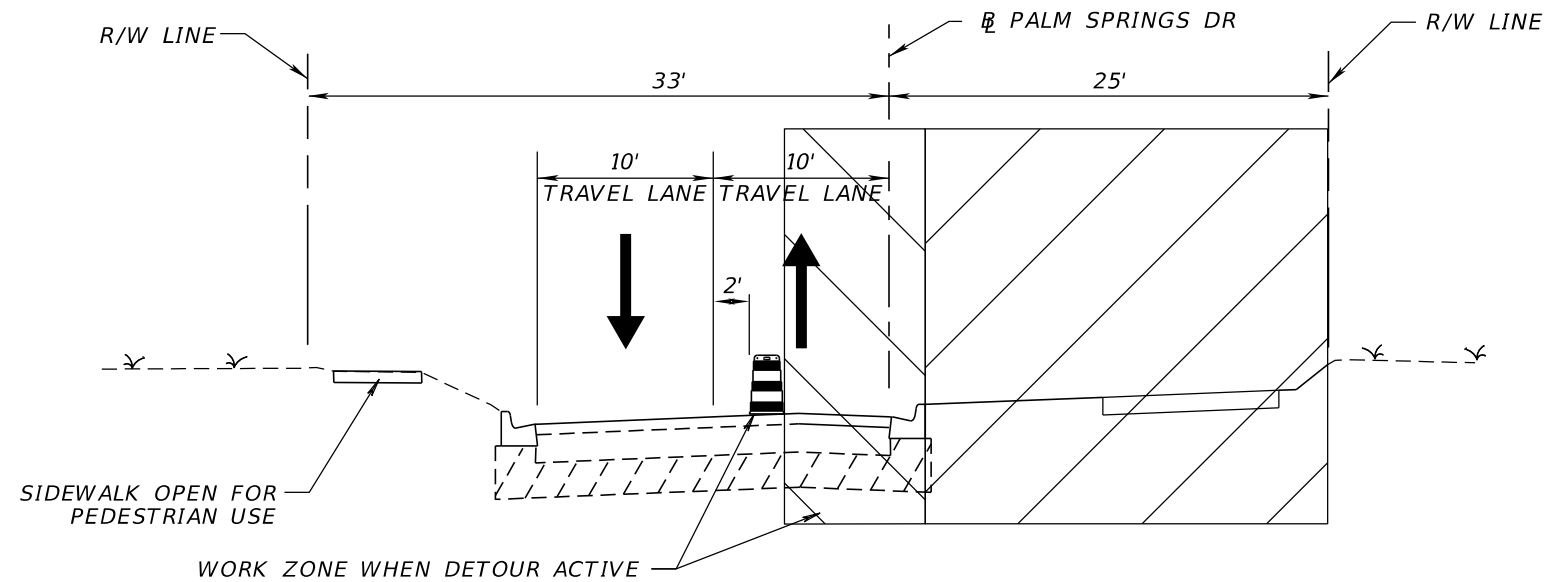 R/W LINE
BL PALM SPRINGS DR
R/W LINE
33'
25'
10'
10'
TRAVEL LANE
TRAVEL LANE
2'
SIDEWALK OPEN FOR
PEDESTRIAN USE
WORK ZONE WHEN DETOUR ACTIVE